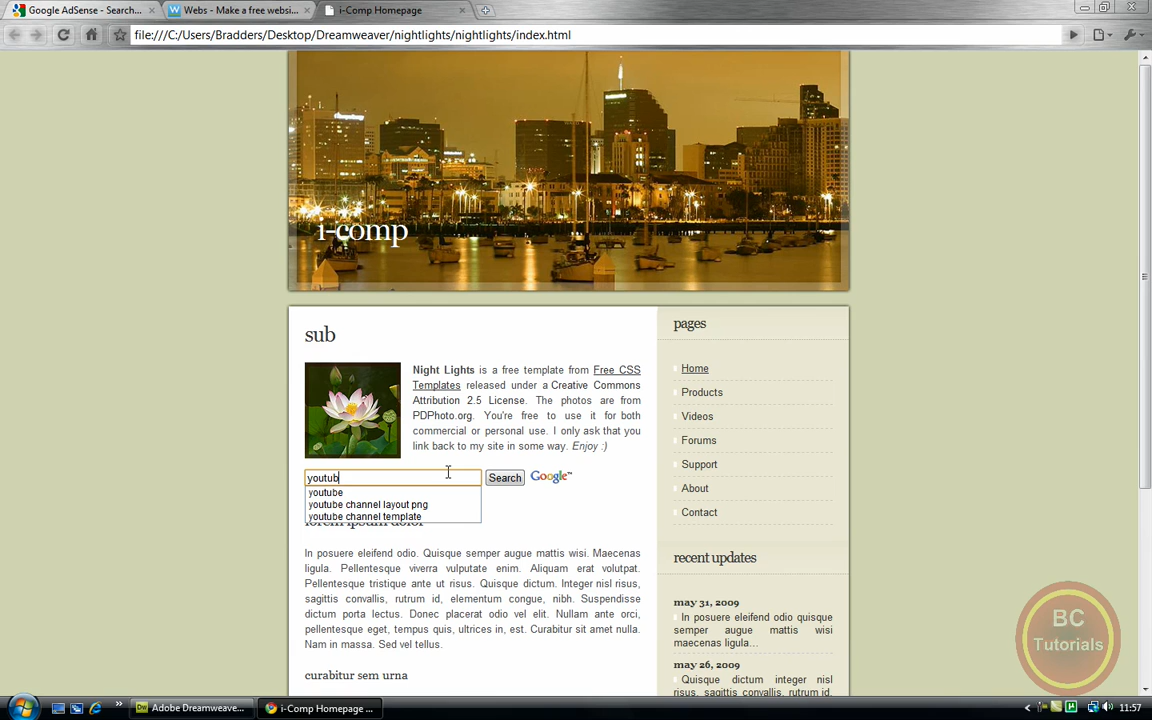 Google AdSense - Search...
Webs - Make a free websi...
i-Comp Homepage
file:///C:/Users/Bradders/Desktop/Dreamweaver/nightlights/nightlights/index.html
i-comp
sub
Night Lights is a free template from Free CSS
Templates released under a Creative Commons
Attribution 2.5 License. The photos are from
PDPhoto.org. You're free to use it for both
commercial or personal use. I only ask that you
link back to my site in some way. Enjoy :)
youtub
Search
Google™
youtube
youtube channel layout png
youtube channel template
lorem ipsum dolor
In posuere eleifend odio. Quisque semper augue mattis wisi. Maecenas
ligula. Pellentesque viverra vulputate enim. Aliquam erat volutpat.
Pellentesque tristique ante ut risus. Quisque dictum. Integer nisl risus,
sagittis convallis, rutrum id, elementum congue, nibh. Suspendisse
dictum porta lectus. Donec placerat odio vel elit. Nullam ante orci,
pellentesque eget, tempus quis, ultrices in, est. Curabitur sit amet nulla.
Nam in massa. Sed vel tellus.
curabitur sem urna
pages
Home
Products
Videos
Forums
Support
About
Contact
recent updates
may 31, 2009
In posuere eleifend odio quisque
semper augue mattis wisi
maecenas ligula...
may 26, 2009
Quisque dictum integer nisl
risus, sagittis convallis, rutrum id,
BC
Tutorials
Adobe Dreamweave...
i-Comp Homepage ...
11:57